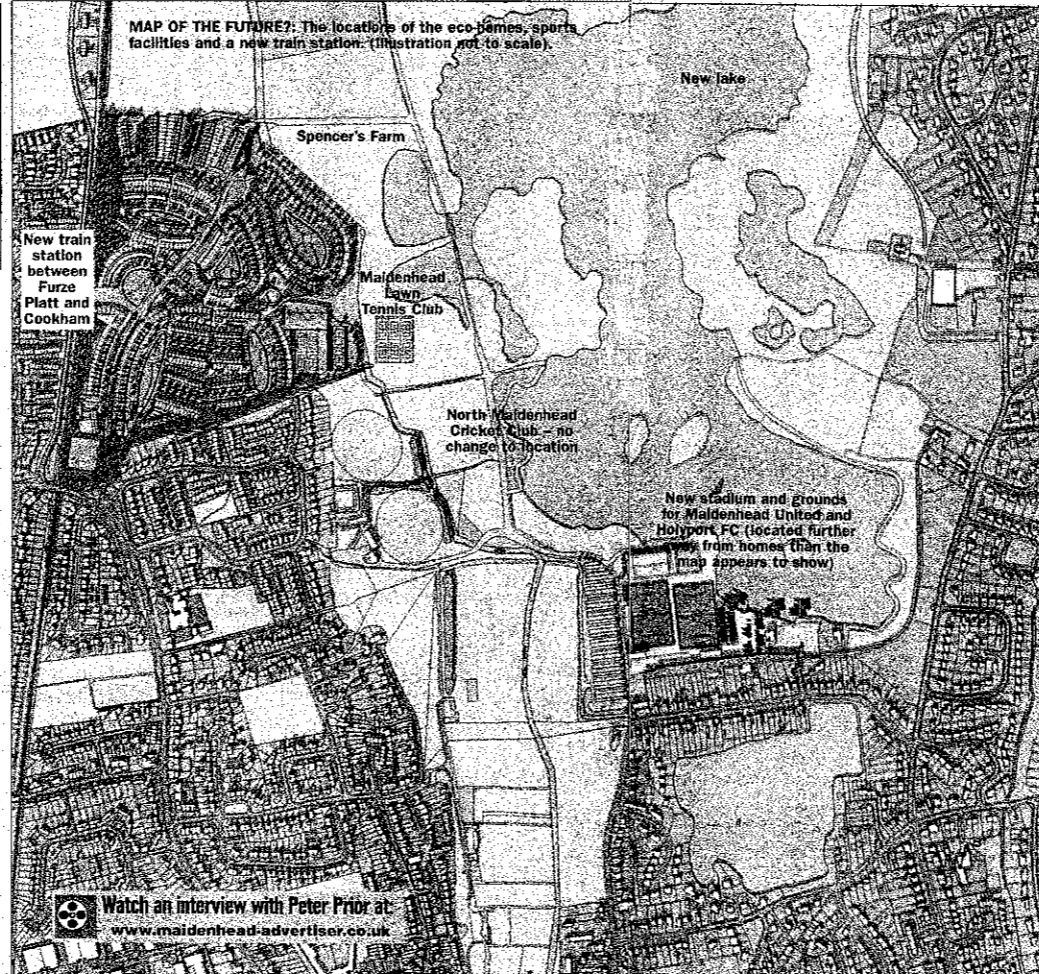 MAP OF THE FUTURE?: The locations of the eco-homes, sports
facilities and a new train station. (Illustration not to scale).
New lake
Spencer's Farm
New train
station
between
Furze
Platt and
Cookham
Maidenhead
Lawn
Tennis Club
North Maidenhead
Cricket Club – no
change to location
New stadium and grounds
for Maidenhead United and
Holyport FC (located further
away from homes than the
map appears to show)
Watch an interview with Peter Prior at:
www.maidenhead-advertiser.co.uk